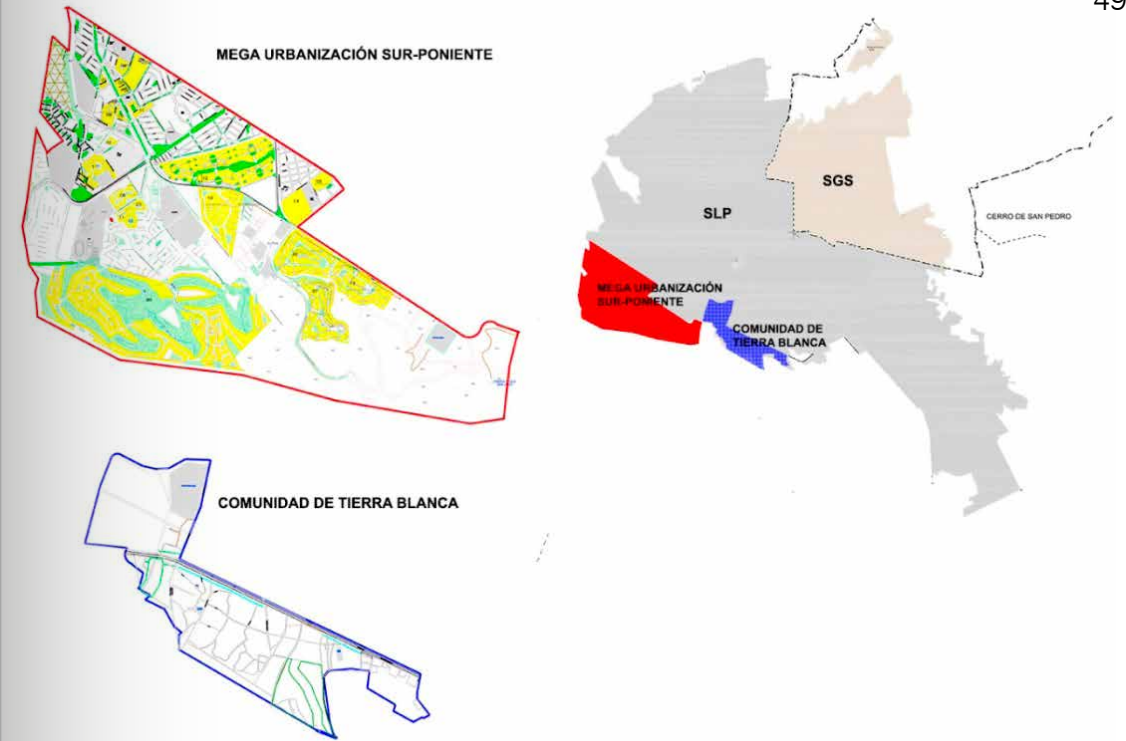 49
MEGA URBANIZACIÓN SUR-PONIENTE
SGS
SLP
CERRO DE SAN PEDRO
MEGA URBANIZACIÓN
SUR-PONIENTE
COMUNIDAD DE
TIERRA BLANCA
COMUNIDAD DE TIERRA BLANCA